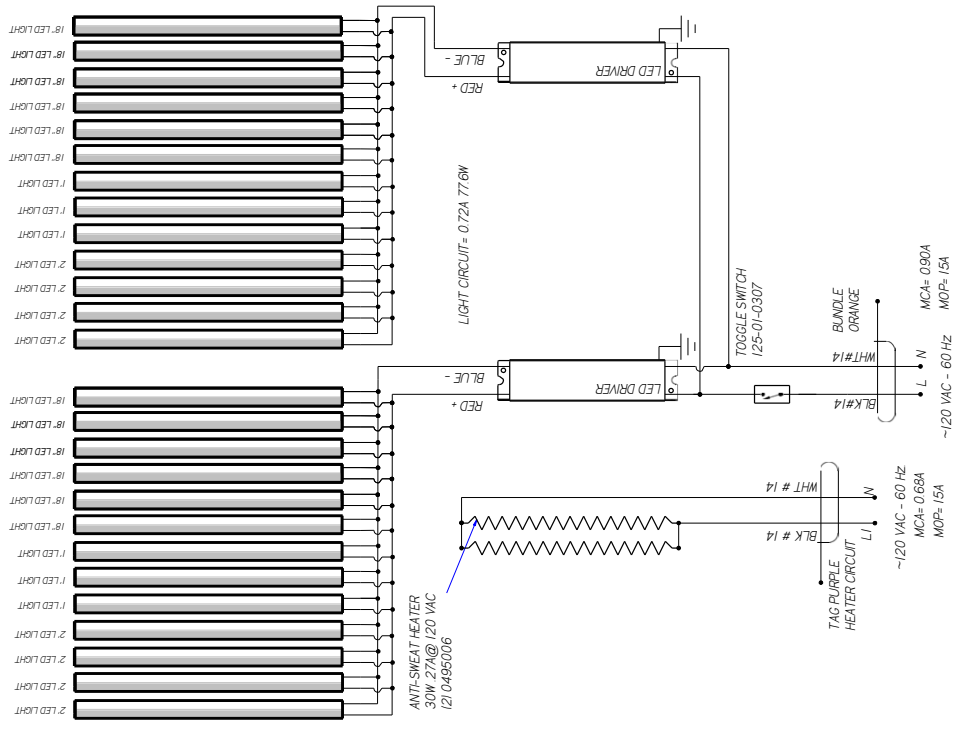 18" LED LIGHT
18" LED LIGHT
18" LED LIGHT
18" LED LIGHT
18" LED LIGHT
18" LED LIGHT
1' LED LIGHT
1' LED LIGHT
1' LED LIGHT
2' LED LIGHT
2' LED LIGHT
2' LED LIGHT
2' LED LIGHT
BLUE -
RED +
LED DRIVER
LIGHT CIRCUIT= 0.72A 77.6W
TOGGLE SWITCH
125-01-0307
BUNDLE
ORANGE
MCA= 0.90A
MOP= 15A
WHT#14
N
BLK#14
L
~120 VAC - 60 HZ
18" LED LIGHT
18" LED LIGHT
18" LED LIGHT
18" LED LIGHT
18" LED LIGHT
18" LED LIGHT
1' LED LIGHT
1' LED LIGHT
1' LED LIGHT
2' LED LIGHT
2' LED LIGHT
2' LED LIGHT
2' LED LIGHT
BLUE -
RED +
LED DRIVER
WHT # 14
N
BLK # 14
L1
~120 VAC - 60 HZ
MCA= 0.68A
MOP= 15A
TAG PURPLE
HEATER CIRCUIT
ANTI-SWEAT HEATER
30W .27A@ 120 VAC
121 0495006